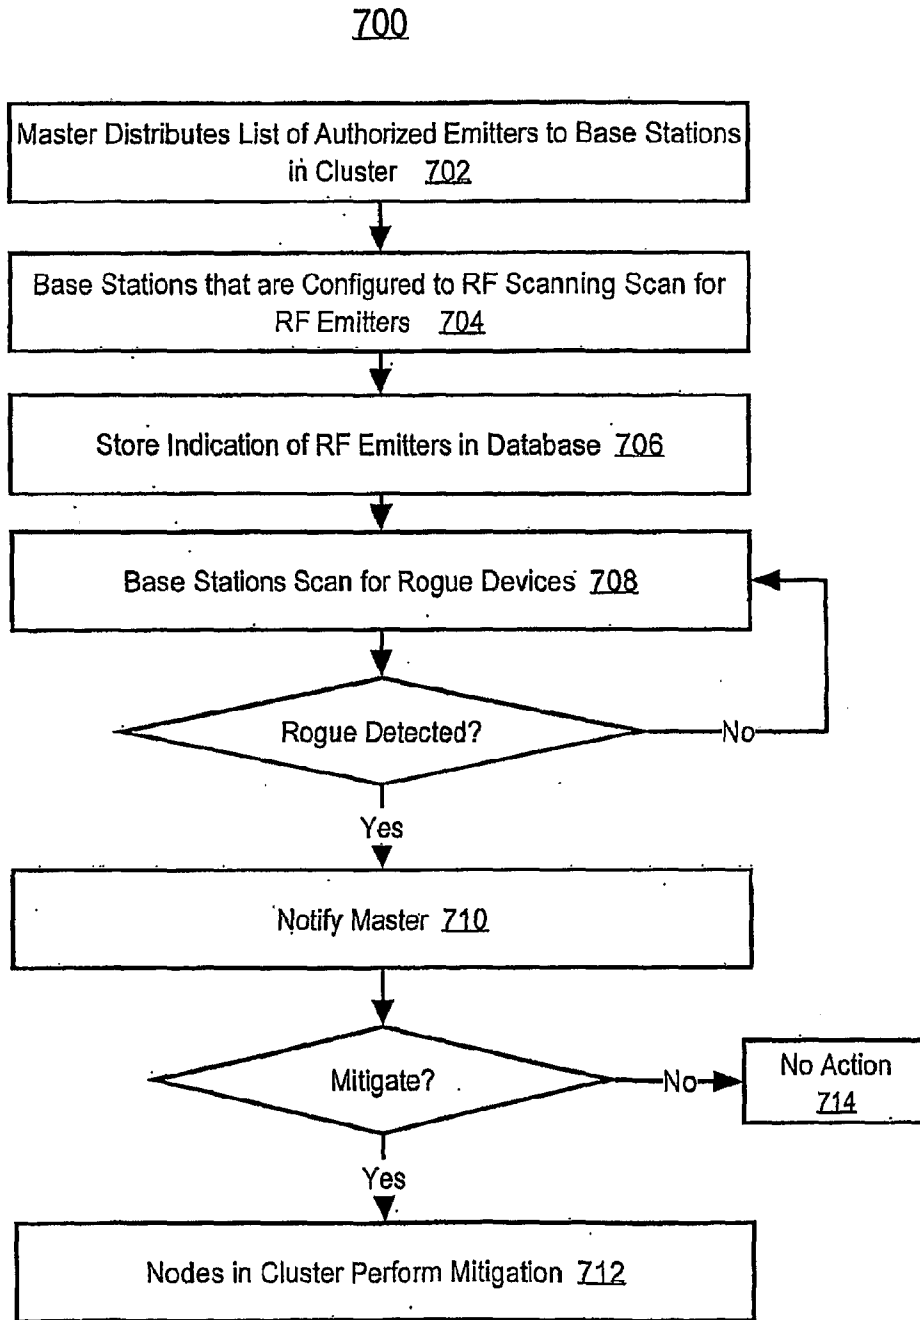 700
Master Distributes List of Authorized Emitters to Base Stations
in Cluster 702
Base Stations that are Configured to RF Scanning Scan for
RF Emitters 704
Store Indication of RF Emitters in Database 706
Base Stations Scan for Rogue Devices 708
Rogue Detected?
No
Yes
Notify Master 710
Mitigate?
No
No Action
714
Yes
Nodes in Cluster Perform Mitigation 712